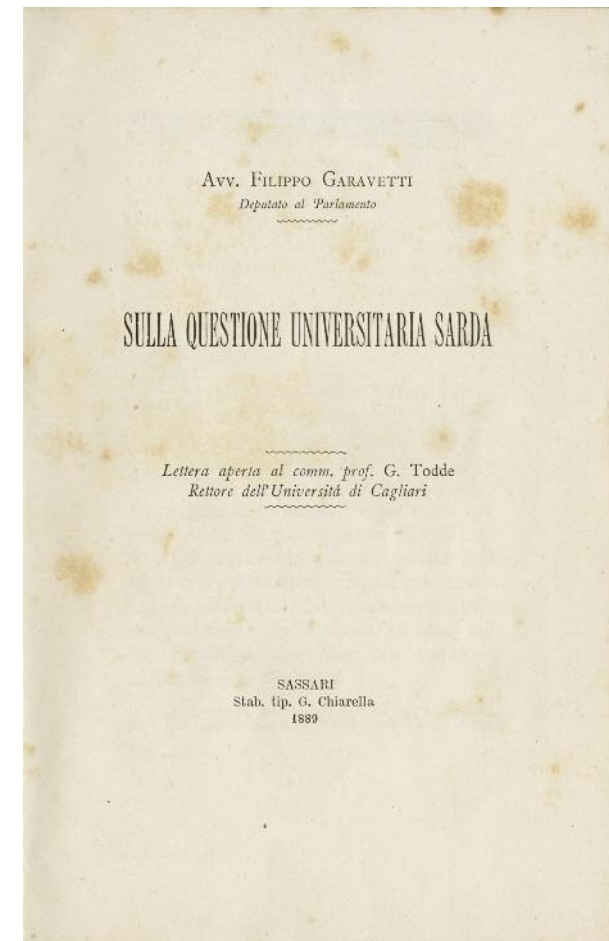 Avv. Filippo Garavetti
Deputato al Parlamento
SULLA QUESTIONE UNIVERSITARIA SARDA
Lettera aperta al comm. prof. G. Todde
Rettore dell'Universitá di Cagliari
SASSARI
Stab. tip. G. Chiarella
1889